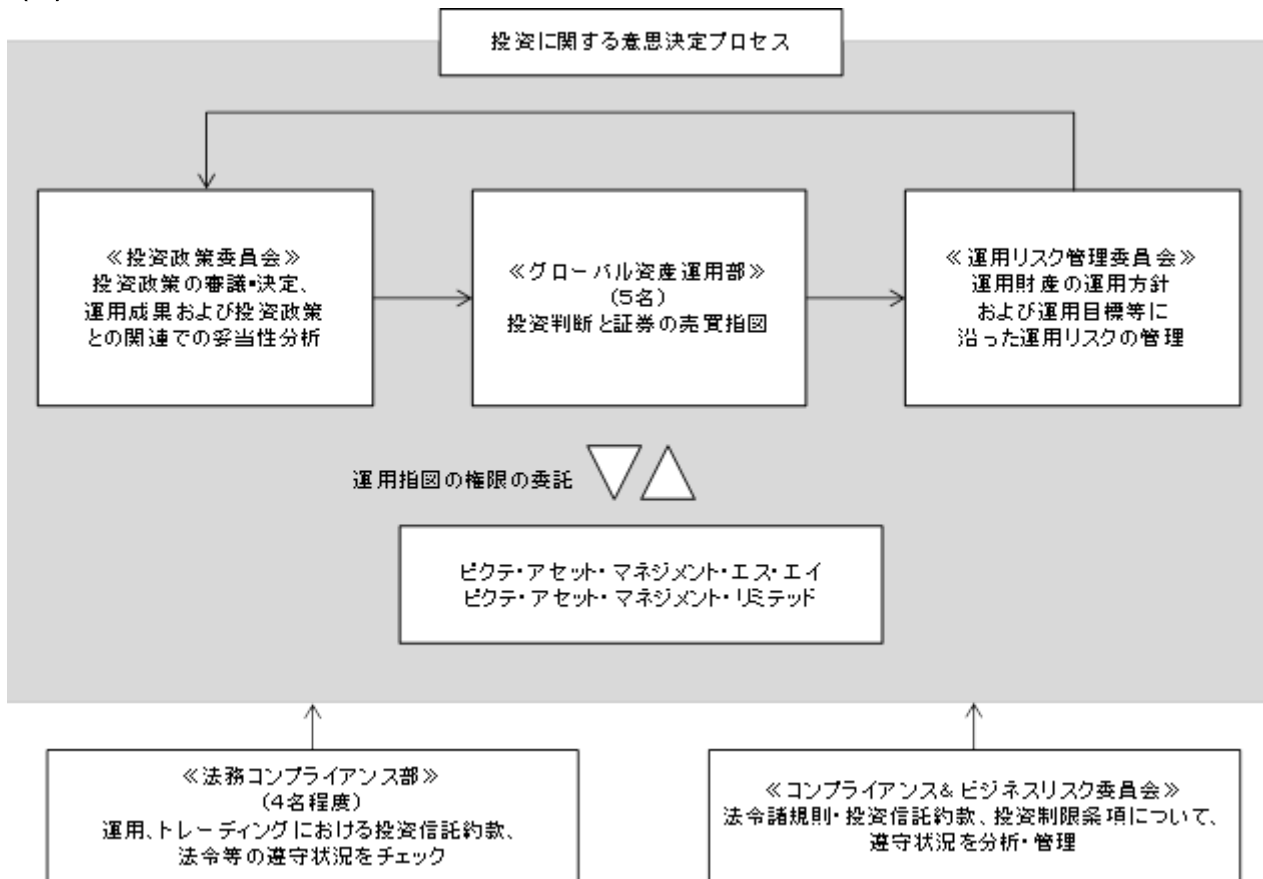 投資に関する意思決定プロセス
≪投資政策委員会≫
投資政策の審議・決定、
運用成果および投資政策
との関連での妥当性分析
≪グローバル資産運用部≫
(5名)
投資判断と証券の売買指図
≪運用リスク管理委員会≫
運用財産の運用方針
および運用目標等に
沿った運用リスクの管理
運用指図の権限の委託
ピクテ・アセット・マネジメント・エス・エイ
ピクテ・アセット・マネジメント・リミテッド
≪法務コンプライアンス部≫
(4名程度)
運用、トレーディングにおける投資信託約款、
法令等の遵守状況をチェック
≪コンプライアンス&ビジネスリスク委員会≫
法令諸規則・投資信託約款、投資制限条項について、
遵守状況を分析・管理